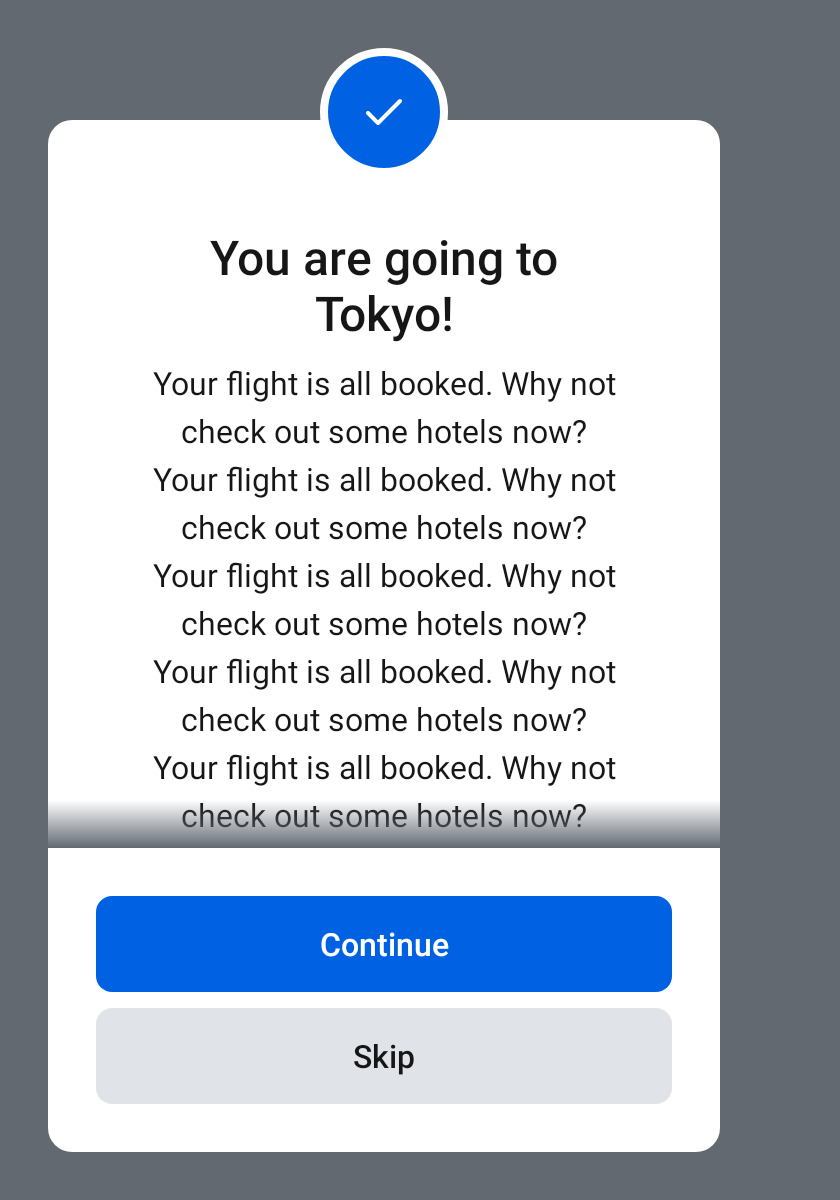 You are going to
Tokyo!
Your flight is all booked. Why not
check out some hotels now?
Your flight is all booked. Why not
check out some hotels now?
Your flight is all booked. Why not
check out some hotels now?
Your flight is all booked. Why not
check out some hotels now?
Your flight is all booked. Why not
check out some hotels now?
Continue
Skip